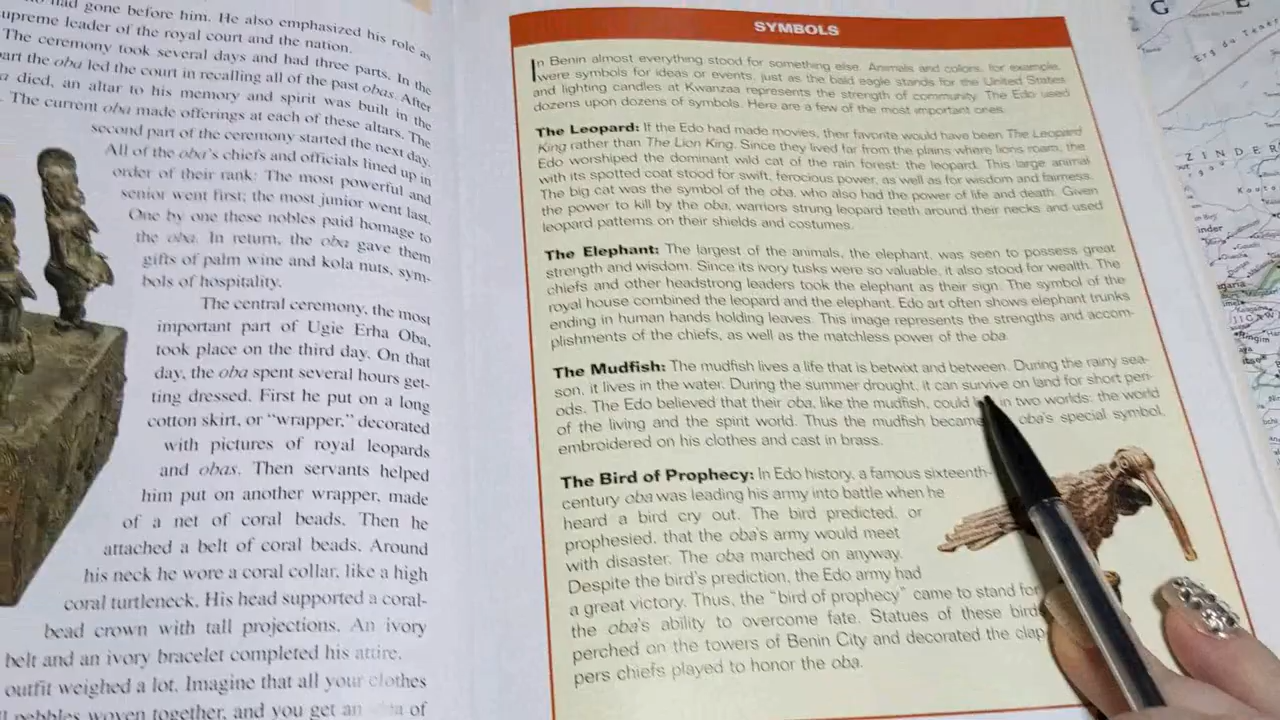 had gone before him. He also emphasized his role as
supreme leader of the royal court and the nation.
The ceremony took several days and had three parts. In the
part the oba led the court in recalling all of the past obas. After
died, an altar to his memory and spirit was built in the
The current oba made offerings at each of these altars. The
second part of the ceremony started the next day.
All of the oba's chiefs and officials lined up in
order of their rank: The most powerful and
senior went first; the most junior went last.
One by one these nobles paid homage to
the oba. In return, the oba gave them
gifts of palm wine and kola nuts, sym-
bols of hospitality.
The central ceremony, the most
important part of Ugie Erha Oba,
took place on the third day. On that
day, the oba spent several hours get-
ting dressed. First he put on a long
cotton skirt, or "wrapper," decorated
with pictures of royal leopards
and obas. Then servants helped
him put on another wrapper, made
of a net of coral beads. Then he
attached a belt of coral beads. Around
his neck he wore a coral collar, like a high
coral turtleneck. His head supported a coral-
bead crown with tall projections. An ivory
belt and an ivory bracelet completed his attire.
outfit weighed a lot. Imagine that all your clothes
pebbles woven together, and you get an of
SYMBOLS
In Benin almost everything stood for something else. Animals and colors, for example,
were symbols for ideas or events, just as the bald eagle stands for the United States
and lighting candles at Kwanzaa represents the strength of community. The Edo used
dozens upon dozens of symbols. Here are a few of the most important ones.
The Leopard: If the Edo had made movies, their favorite would have been The Leopard
King rather than The Lion King. Since they lived far from the plains where lions roam, the
Edo worshiped the dominant wild cat of the rain forest: the leopard. This large animal
with its spotted coat stood for swift, ferocious power, as well as for wisdom and fairness.
The big cat was the symbol of the oba, who also had the power of life and death. Given
the power to kill by the oba, warriors strung leopard teeth around their necks and used
leopard patterns on their shields and costumes.
The Elephant: The largest of the animals, the elephant, was seen to possess great
strength and wisdom. Since its ivory tusks were so valuable, it also stood for wealth. The
chiefs and other headstrong leaders took the elephant as their sign. The symbol of the
royal house combined the leopard and the elephant. Edo art often shows elephant trunks
ending in human hands holding leaves. This image represents the strengths and accom-
plishments of the chiefs, as well as the matchless power of the oba.
The Mudfish: The mudfish lives a life that is betwixt and between. During the rainy sea-
son, it lives in the water. During the summer drought, it can survive on land for short peri-
ods. The Edo believed that their oba, like the mudfish, could in two worlds: the world
of the living and the spirit world. Thus the mudfish became oba's special symbol,
embroidered on his clothes and cast in brass.
The Bird of Prophecy: In Edo history, a famous sixteenth-
century oba was leading his army into battle when he
heard a bird cry out. The bird predicted, or
prophesied, that the oba's army would meet
with disaster. The oba marched on anyway.
Despite the bird's prediction, the Edo army had
a great victory. Thus, the "bird of prophecy" came to stand for
the oba's ability to overcome fate. Statues of these bird
perched on the towers of Benin City and decorated the clap-
pers chiefs played to honor the oba.
G
ZINDER